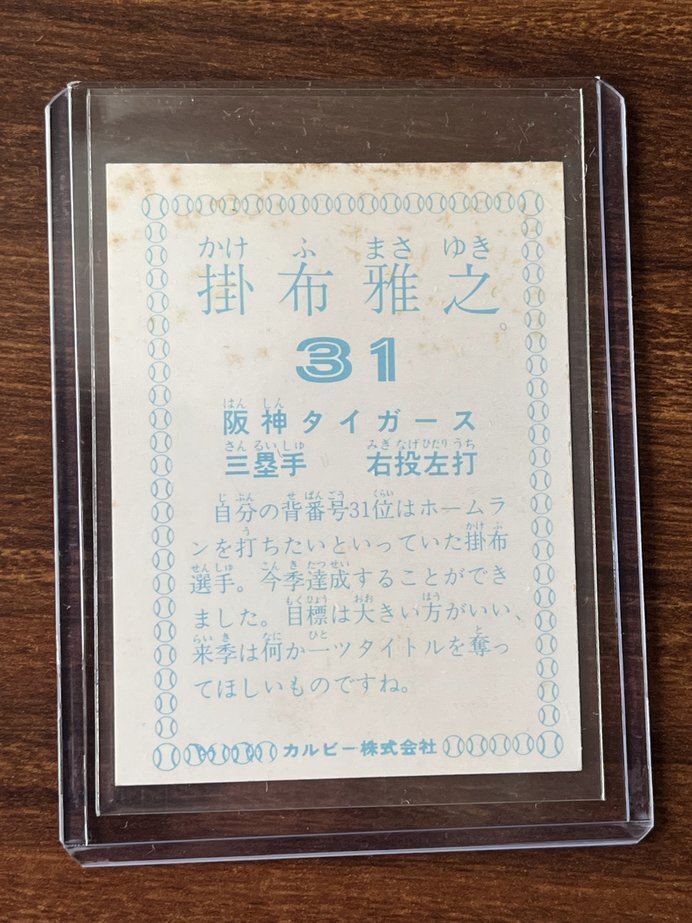 かけ ふ まさ ゆき
掛布雅之
31
はん しん
阪神タイガース
さん るい しゅ みぎ なげ ひだり うち
三塁手 右投左打
じ ぶん せ ばん ごう くらい
自分の背番号31位はホームラ
う かけ ふ
ンを打ちたいといっていた掛布
せん しゅ こん き たっ せい
選手。今季達成することができ
もく ひょう おお ほう
ました。目標は大きい方がいい、
らい き なに ひと と
来季は何か一ツタイトルを奪っ
てほしいものですね。
カルビー株式会社